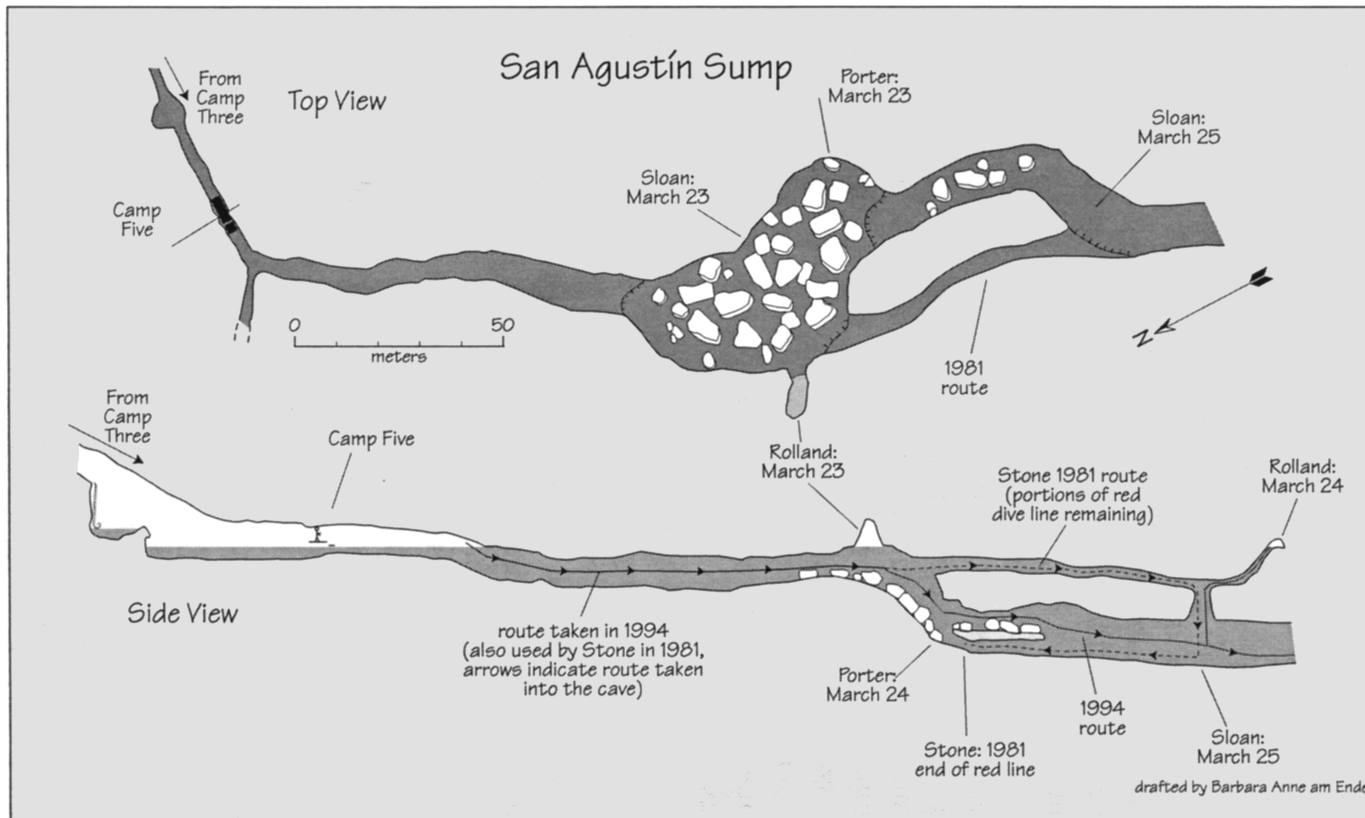 San Agustín Sump
Top View
From
Camp
Three
Camp
Five
Porter:
March 23
Sloan:
March 23
Sloan:
March 25
0
50
meters
N
1981
route
Side View
From
Camp
Three
Camp Five
Rolland:
March 23
Stone 1981 route
(portions of red
dive line remaining)
Rolland:
March 24
route taken in 1994
(also used by Stone in 1981,
arrows indicate route taken
into the cave)
Porter:
March 24
Stone: 1981
end of red line
1994
route
Sloan:
March 25
drafted by Barbara Anne am Ende